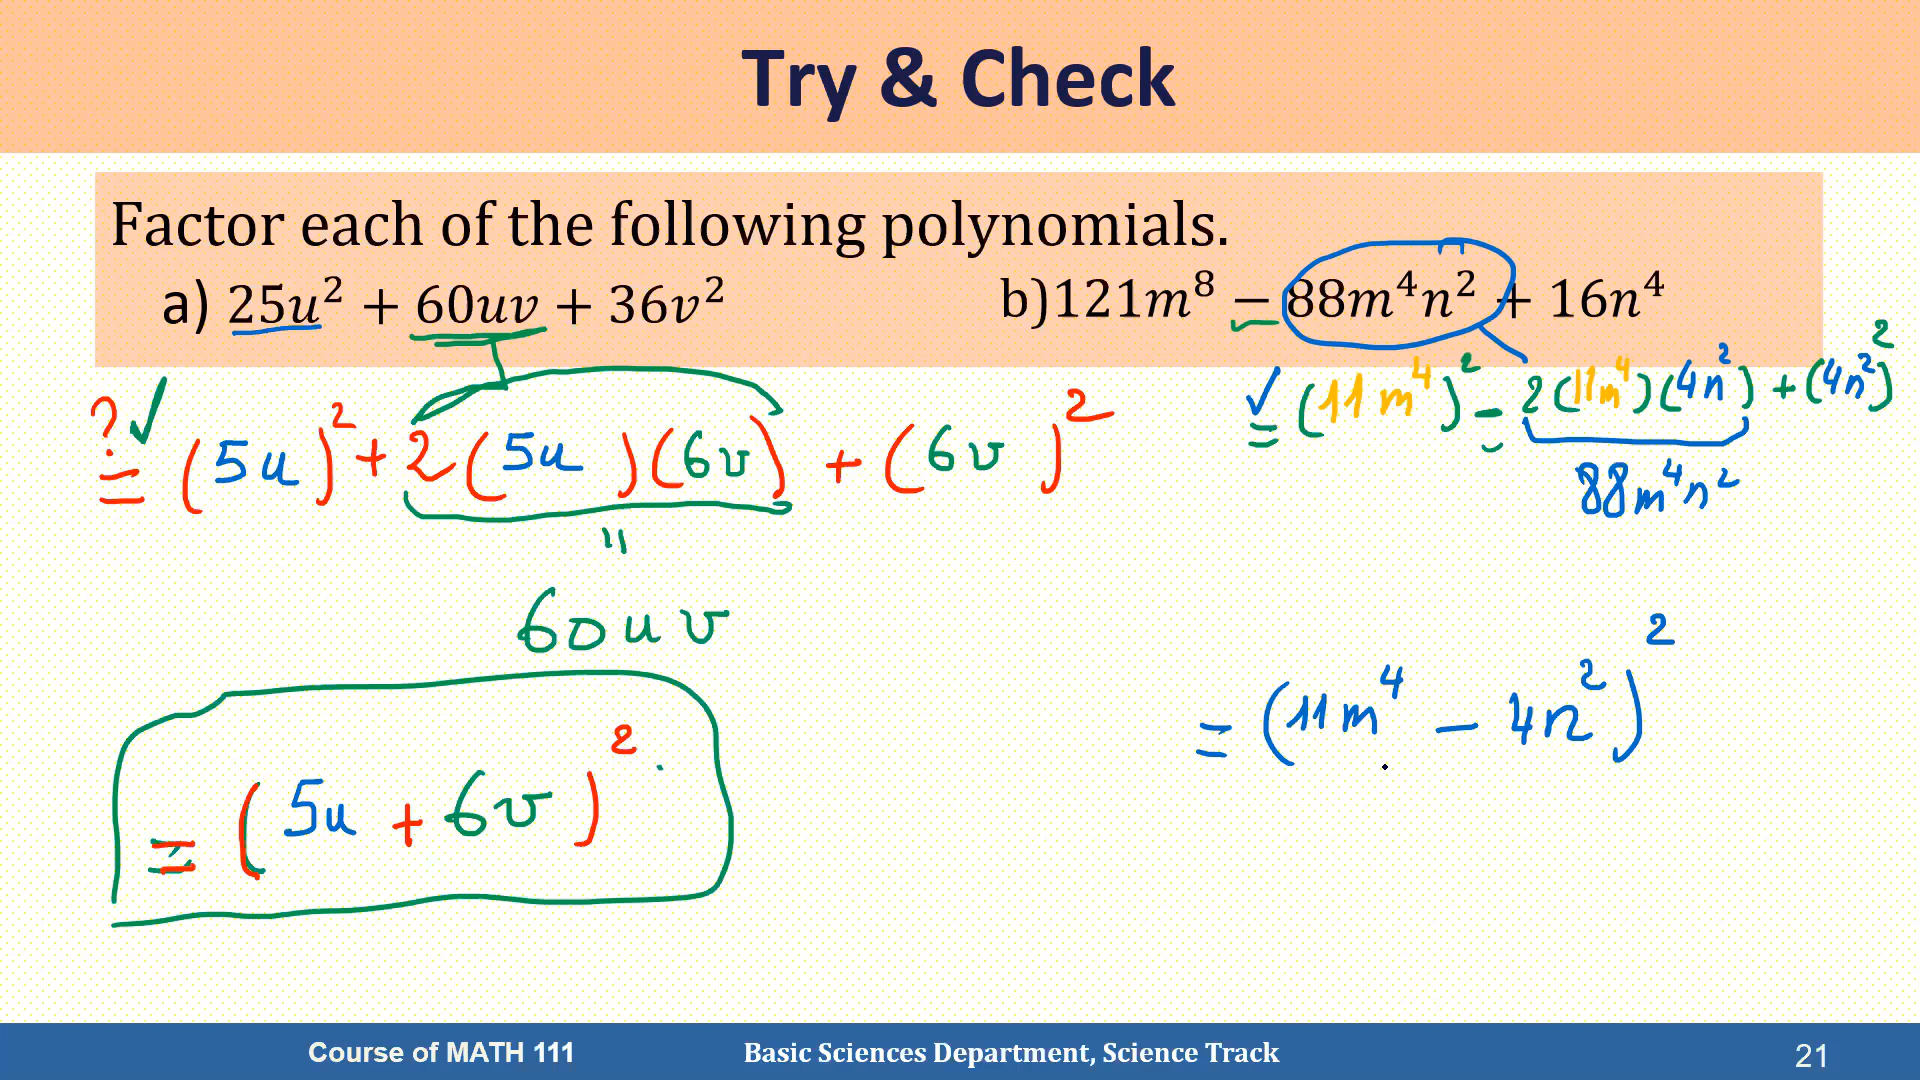 Try & Check
Factor each of the following polynomials.
a) 25u² + 60uv + 36v²
b)121m⁸ − 88m⁴n² + 16n⁴
? ✓
= (5u)² + 2(5u)(6v) + (6v)²
"
60uv
= (5u + 6v)²
✓
= (11m⁴)² − 2(11m⁴)(4n²) + (4n²)²
88m⁴n²
= (11m⁴ − 4n²)²
Course of MATH 111
Basic Sciences Department, Science Track
21